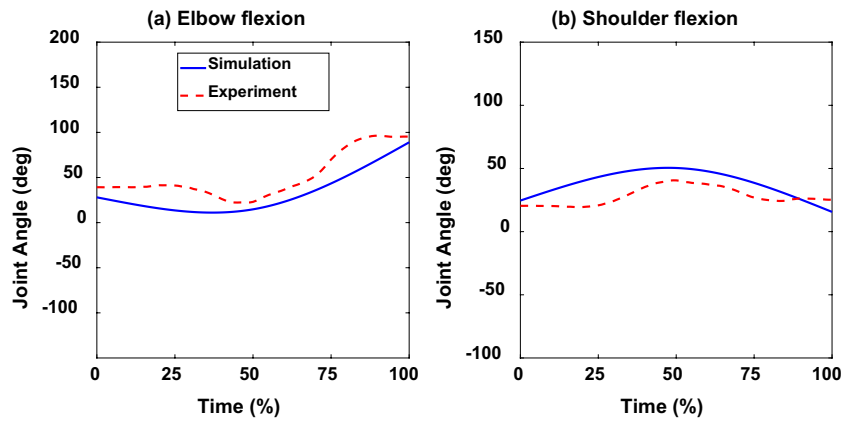 (a) Elbow flexion
200
150
100
50
0
-50
-100
Joint Angle (deg)
Simulation
Experiment
0 25 50 75 100
Time (%)
(b) Shoulder flexion
150
100
50
0
-50
-100
Joint Angle (deg)
0 25 50 75 100
Time (%)